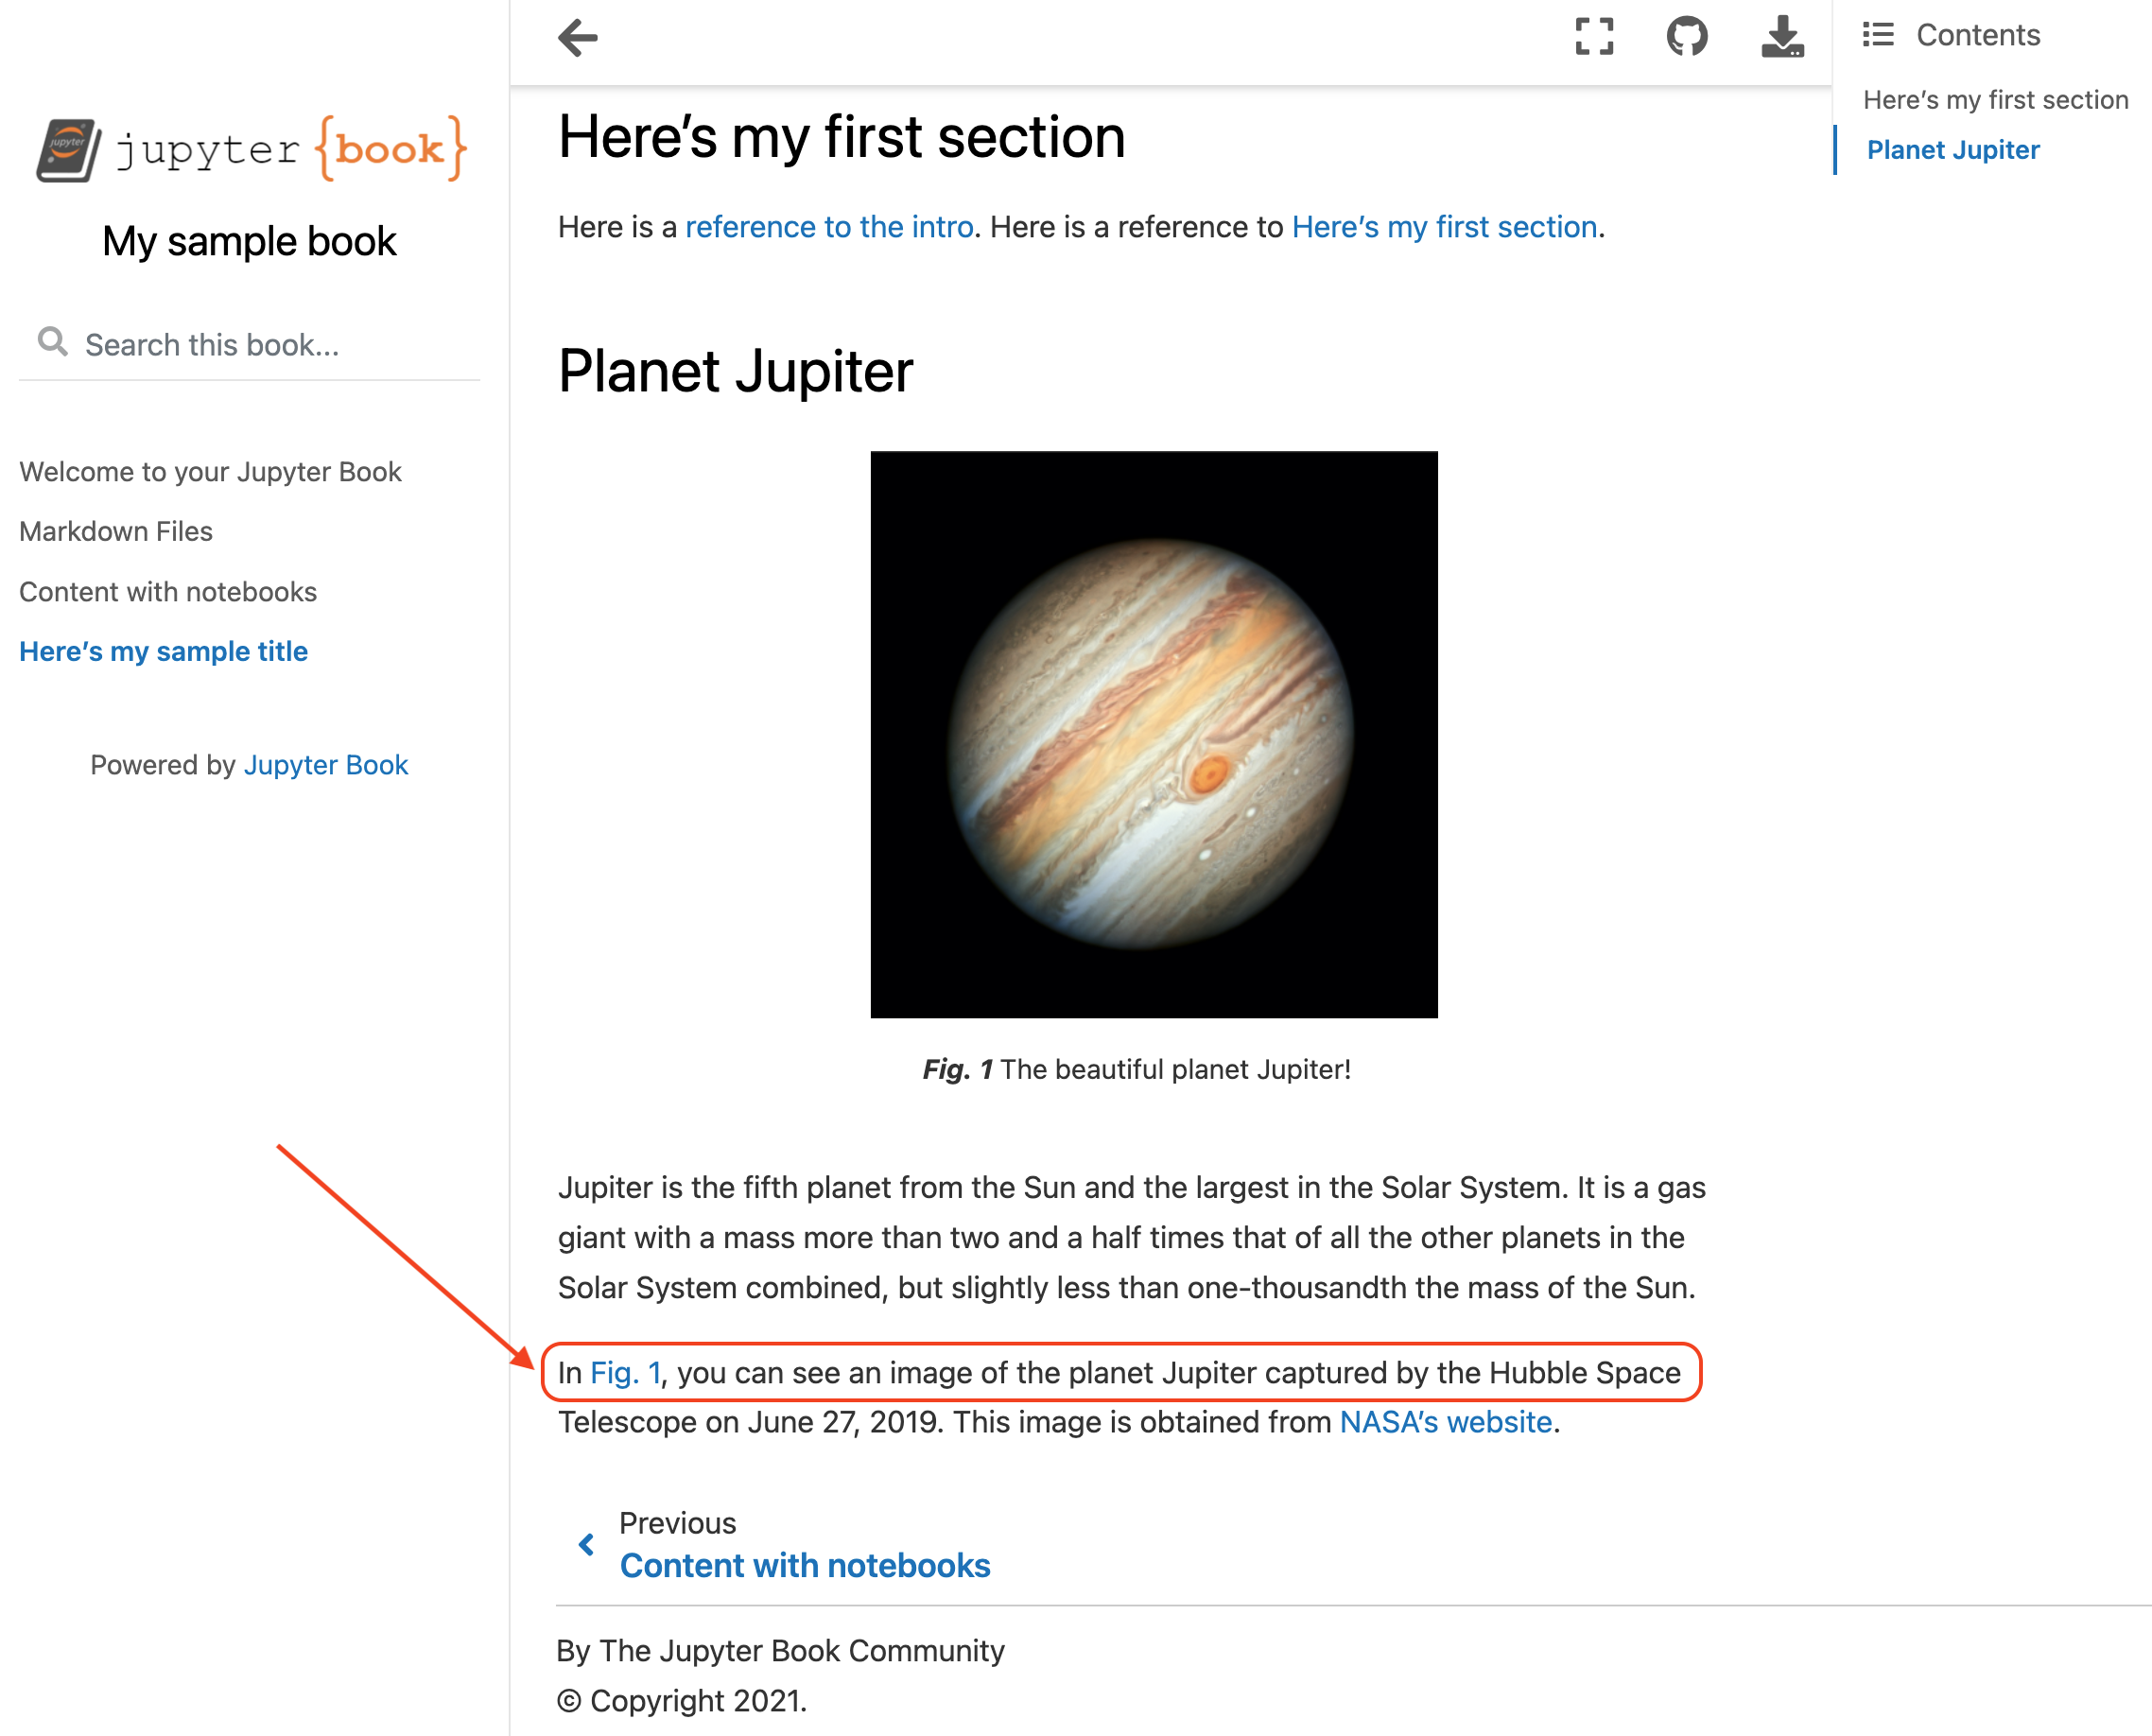 jupyter
jupyter {book}
My sample book
Search this book...
Welcome to your Jupyter Book
Markdown Files
Content with notebooks
Here’s my sample title
Powered by Jupyter Book
Here’s my first section
Here is a reference to the intro. Here is a reference to Here’s my first section.
Planet Jupiter
Fig. 1 The beautiful planet Jupiter!
Jupiter is the fifth planet from the Sun and the largest in the Solar System. It is a gas
giant with a mass more than two and a half times that of all the other planets in the
Solar System combined, but slightly less than one-thousandth the mass of the Sun.
In Fig. 1, you can see an image of the planet Jupiter captured by the Hubble Space
Telescope on June 27, 2019. This image is obtained from NASA’s website.
Previous
Content with notebooks
By The Jupyter Book Community
© Copyright 2021.
Contents
Here’s my first section
Planet Jupiter